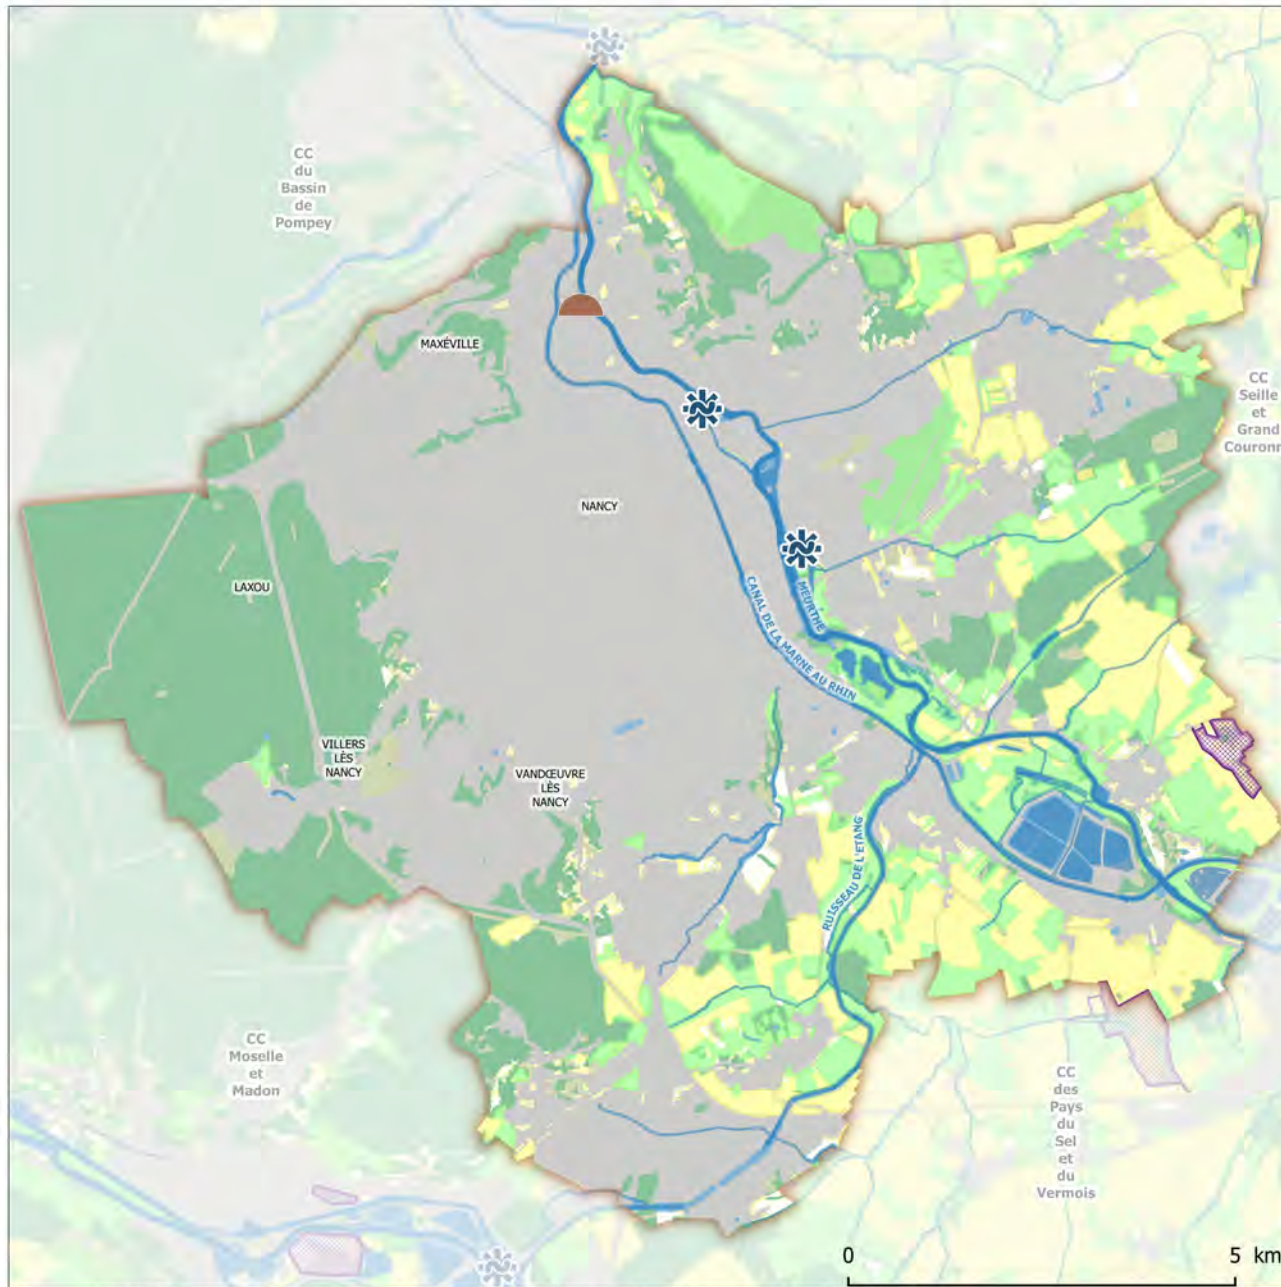 CC
du
Bassin
de
Pompey
MAXÉVILLE
CC
Seille
et
Grand
Couronn
NANCY
LAXOU
MEURTHE
CANAL DE LA MARNE AU RHIN
VILLERS
LÈS
NANCY
VANDŒUVRE
LÈS
NANCY
RUISSEAU DE L'ETANG
CC
Moselle
et
Madon
CC
des
Pays
du
Sel
et
du
Vermois
0 5 km